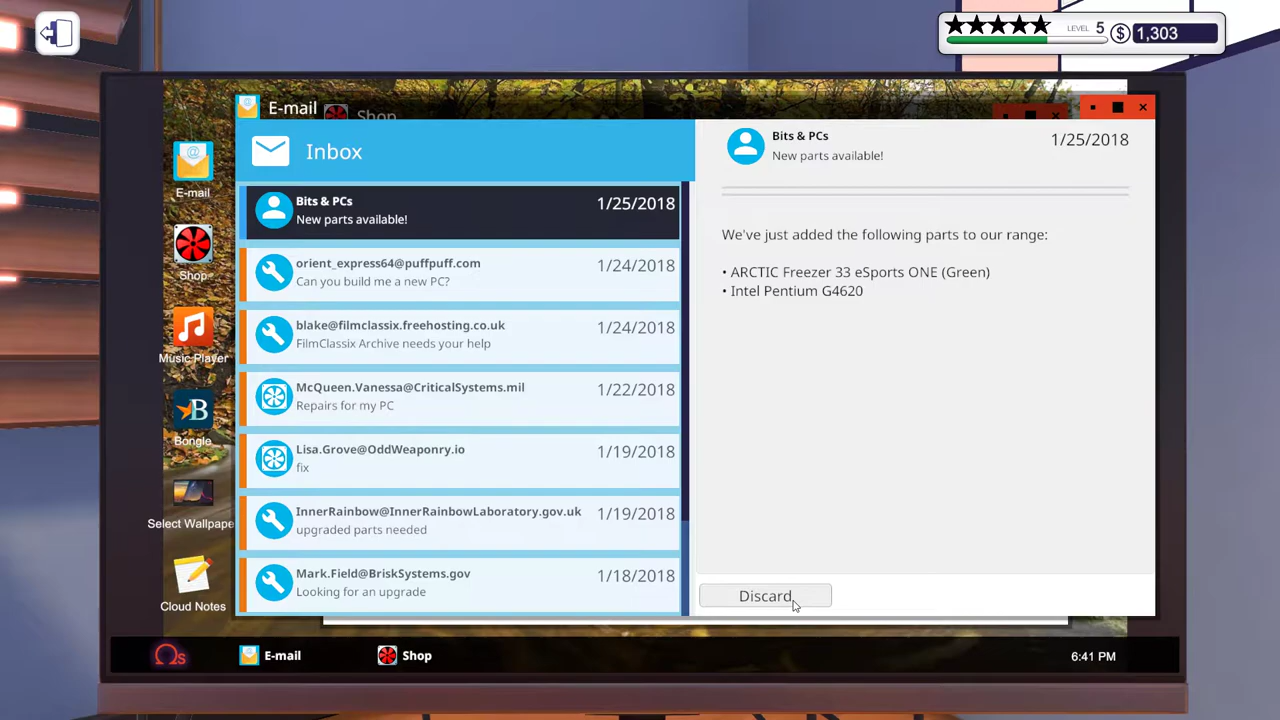 LEVEL 5 $ 1,303
E-mail
Shop
Inbox
Bits & PCs 1/25/2018
New parts available!
orient_express64@puffpuff.com 1/24/2018
Can you build me a new PC?
blake@filmclassix.freehosting.co.uk 1/24/2018
FilmClassix Archive needs your help
McQueen.Vanessa@CriticalSystems.mil 1/22/2018
Repairs for my PC
Lisa.Grove@OddWeaponry.io 1/19/2018
fix
InnerRainbow@InnerRainbowLaboratory.gov.uk 1/19/2018
upgraded parts needed
Mark.Field@BriskSystems.gov 1/18/2018
Looking for an upgrade
Bits & PCs 1/25/2018
New parts available!
We've just added the following parts to our range:
• ARCTIC Freezer 33 eSports ONE (Green)
• Intel Pentium G4620
Discard
E-mail
Shop
Music Player
B
Bongle
Select Wallpape
Cloud Notes
Ωs
E-mail
Shop
6:41 PM